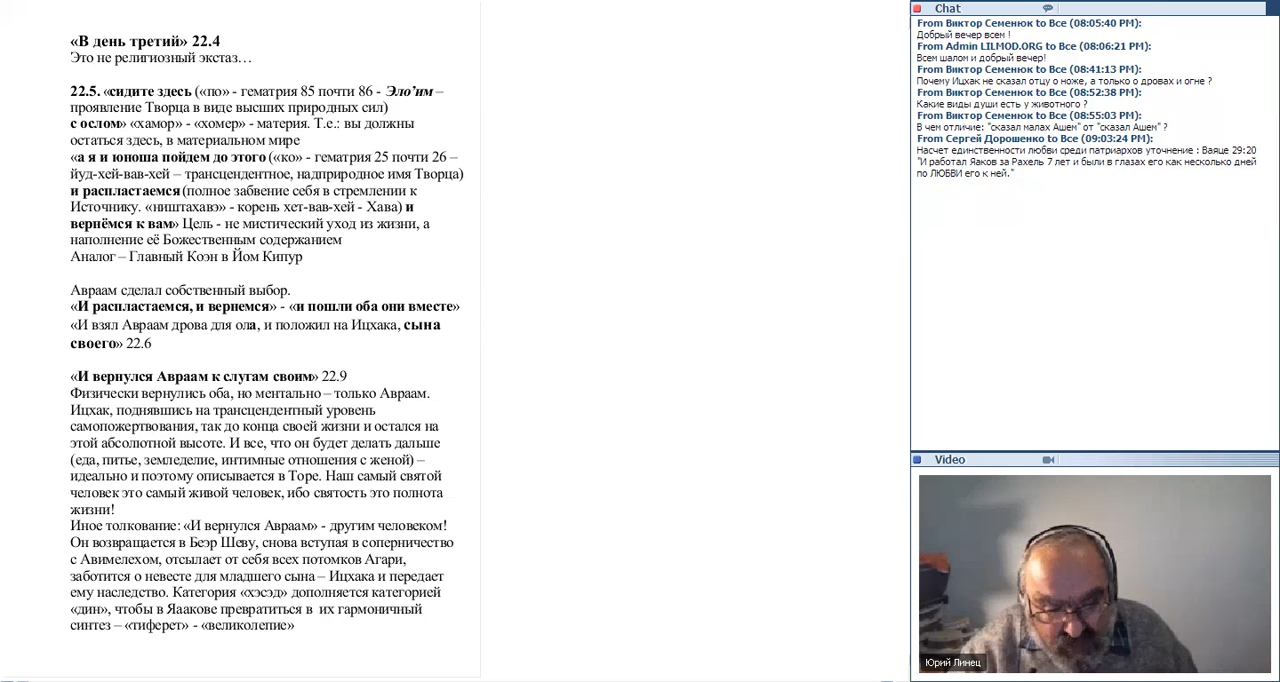 «В день третий» 22.4
Это не религиозный экстаз…
22.5. «сидите здесь («по» - гематрия 85 почти 86 - Эло’им –
проявление Творца в виде высших природных сил)
с ослом» «хамор» - «хомер» - материя. Т.е.: вы должны
остаться здесь, в материальном мире
«а я и юноша пойдем до этого («ко» - гематрия 25 почти 26 –
йуд-хей-вав-хей – трансцендентное, надприродное имя Творца)
и распластаемся (полное забвение себя в стремлении к
Источнику. «ништахавэ» - корень хет-вав-хей - Хава) и
вернёмся к вам» Цель - не мистический уход из жизни, а
наполнение её Божественным содержанием
Аналог – Главный Коэн в Йом Кипур
Авраам сделал собственный выбор.
«И распластаемся, и вернемся» - «и пошли оба они вместе»
«И взял Авраам дрова для ола, и положил на Ицхака, сына
своего» 22.6
«И вернулся Авраам к слугам своим» 22.9
Физически вернулись оба, но ментально – только Авраам.
Ицхак, поднявшись на трансцендентный уровень
самопожертвования, так до конца своей жизни и остался на
этой абсолютной высоте. И все, что он будет делать дальше
(еда, питье, земледелие, интимные отношения с женой) –
идеально и поэтому описывается в Торе. Наш самый святой
человек это самый живой человек, ибо святость это полнота
жизни!
Иное толкование: «И вернулся Авраам» - другим человеком!
Он возвращается в Беэр Шеву, снова вступая в соперничество
с Авимелехом, отсылает от себя всех потомков Агари,
заботится о невесте для младшего сына – Ицхака и передает
ему наследство. Категория «хэсэд» дополняется категорией
«дин», чтобы в Яаакове превратиться в их гармоничный
синтез – «тиферет» - «великолепие»
Chat
From Виктор Семенюк to Все (08:05:40 PM):
Добрый вечер всем !
From Admin LILMOD.ORG to Все (08:06:21 PM):
Всем шалом и добрый вечер!
From Виктор Семенюк to Все (08:41:13 PM):
Почему Ицхак не сказал отцу о ноже, а только о дровах и огне ?
From Виктор Семенюк to Все (08:52:38 PM):
Какие виды души есть у животного ?
From Виктор Семенюк to Все (08:55:03 PM):
В чем отличие: "сказал малах Ашем" от "сказал Ашем" ?
From Сергей Дорошенко to Все (09:03:24 PM):
Насчет единственности любви среди патриархов уточнение : Ваяце 29:20
"И работал Яаков за Рахель 7 лет и были в глазах его как несколько дней
по ЛЮБВИ его к ней."
Video
Юрий Линец